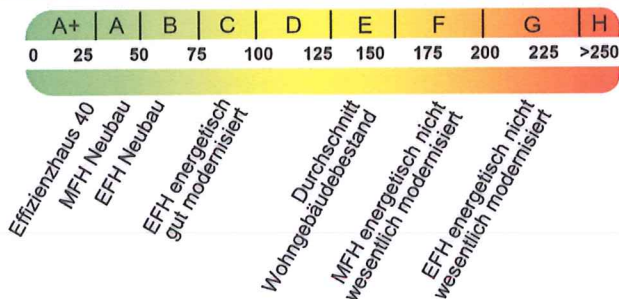 A+ A B C D E F G H
0 25 50 75 100 125 150 175 200 225 >250
Effizienzhaus 40
MFH Neubau
EFH Neubau
EFH energetisch
gut modernisiert
Durchschnitt
Wohngebäudebestand
MFH energetisch nicht
wesentlich modernisiert
EFH energetisch nicht
wesentlich modernisiert